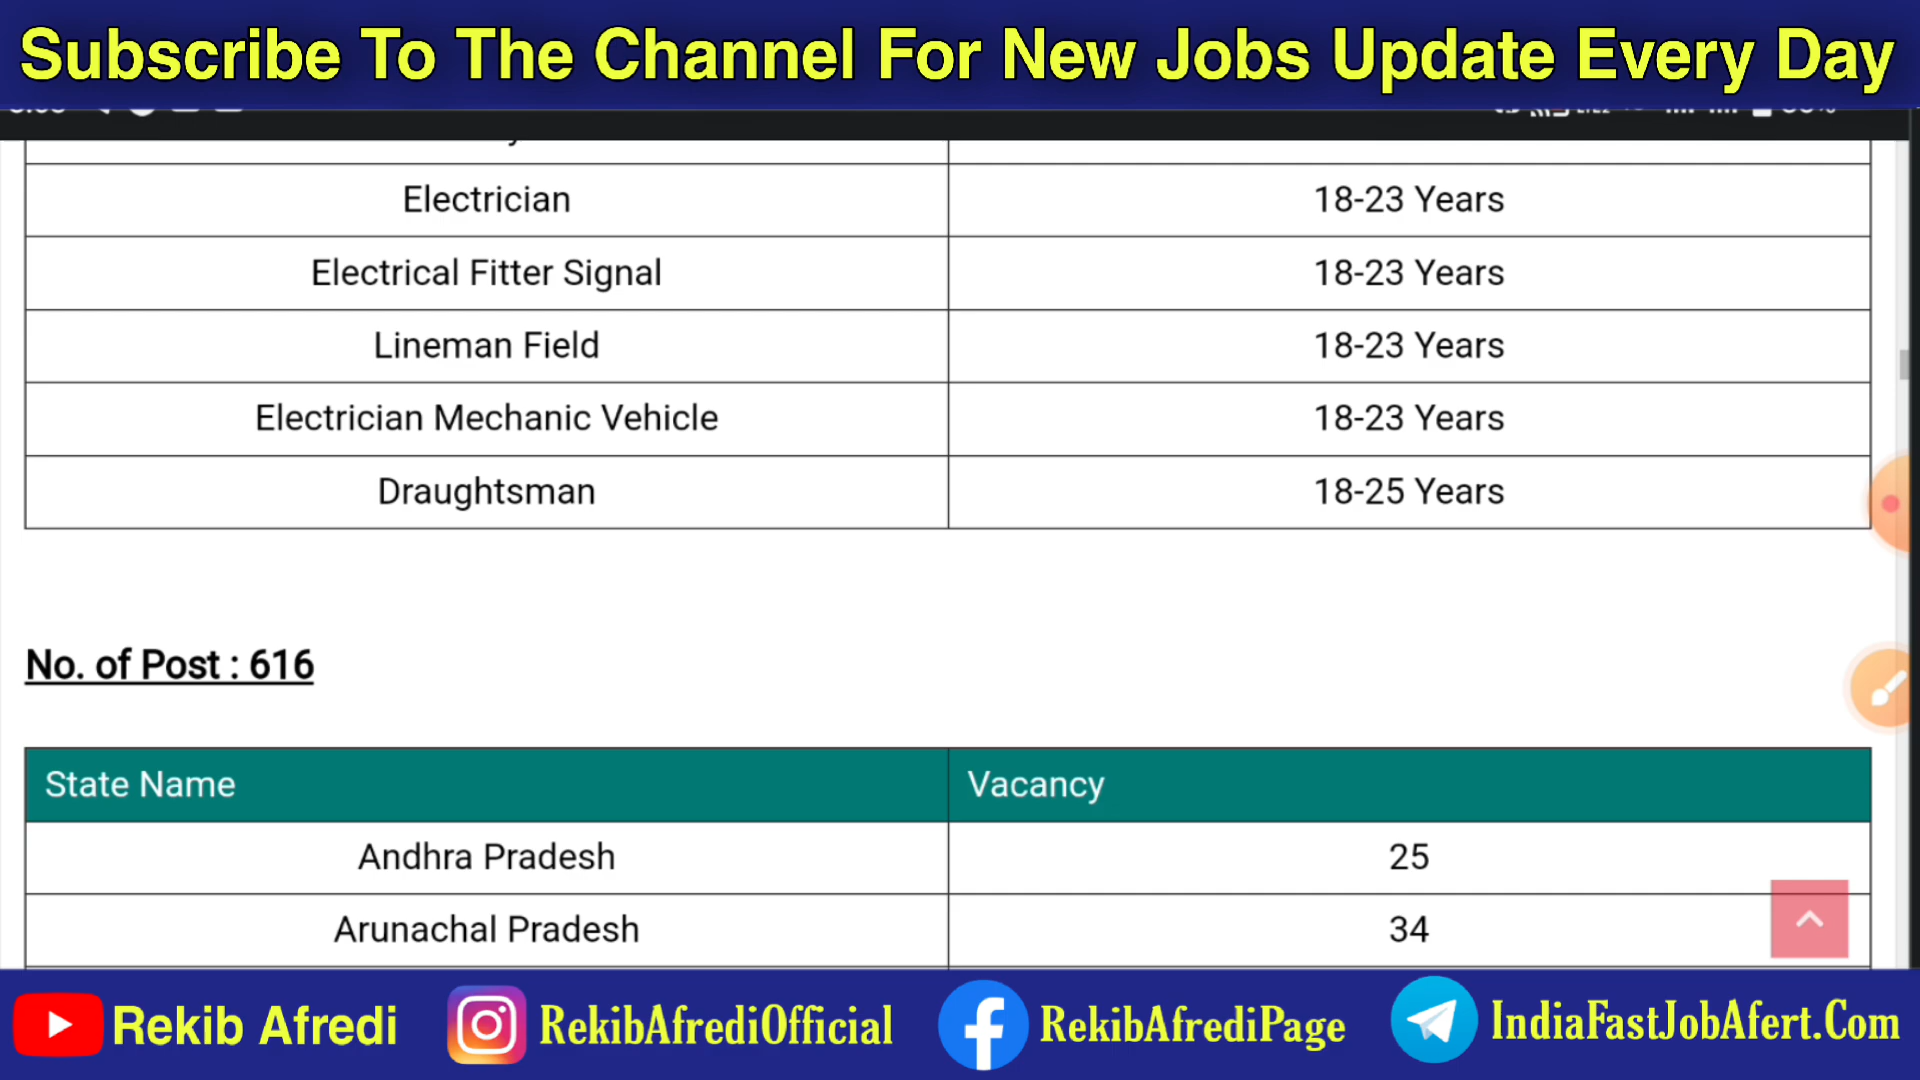 Subscribe To The Channel For New Jobs Update Every Day
Electrician 18-23 Years
Electrical Fitter Signal 18-23 Years
Lineman Field 18-23 Years
Electrician Mechanic Vehicle 18-23 Years
Draughtsman 18-25 Years
No. of Post : 616
State Name Vacancy
Andhra Pradesh 25
Arunachal Pradesh 34
Rekib Afredi RekibAfrediOfficial RekibAfrediPage IndiaFastJobAfert.Com